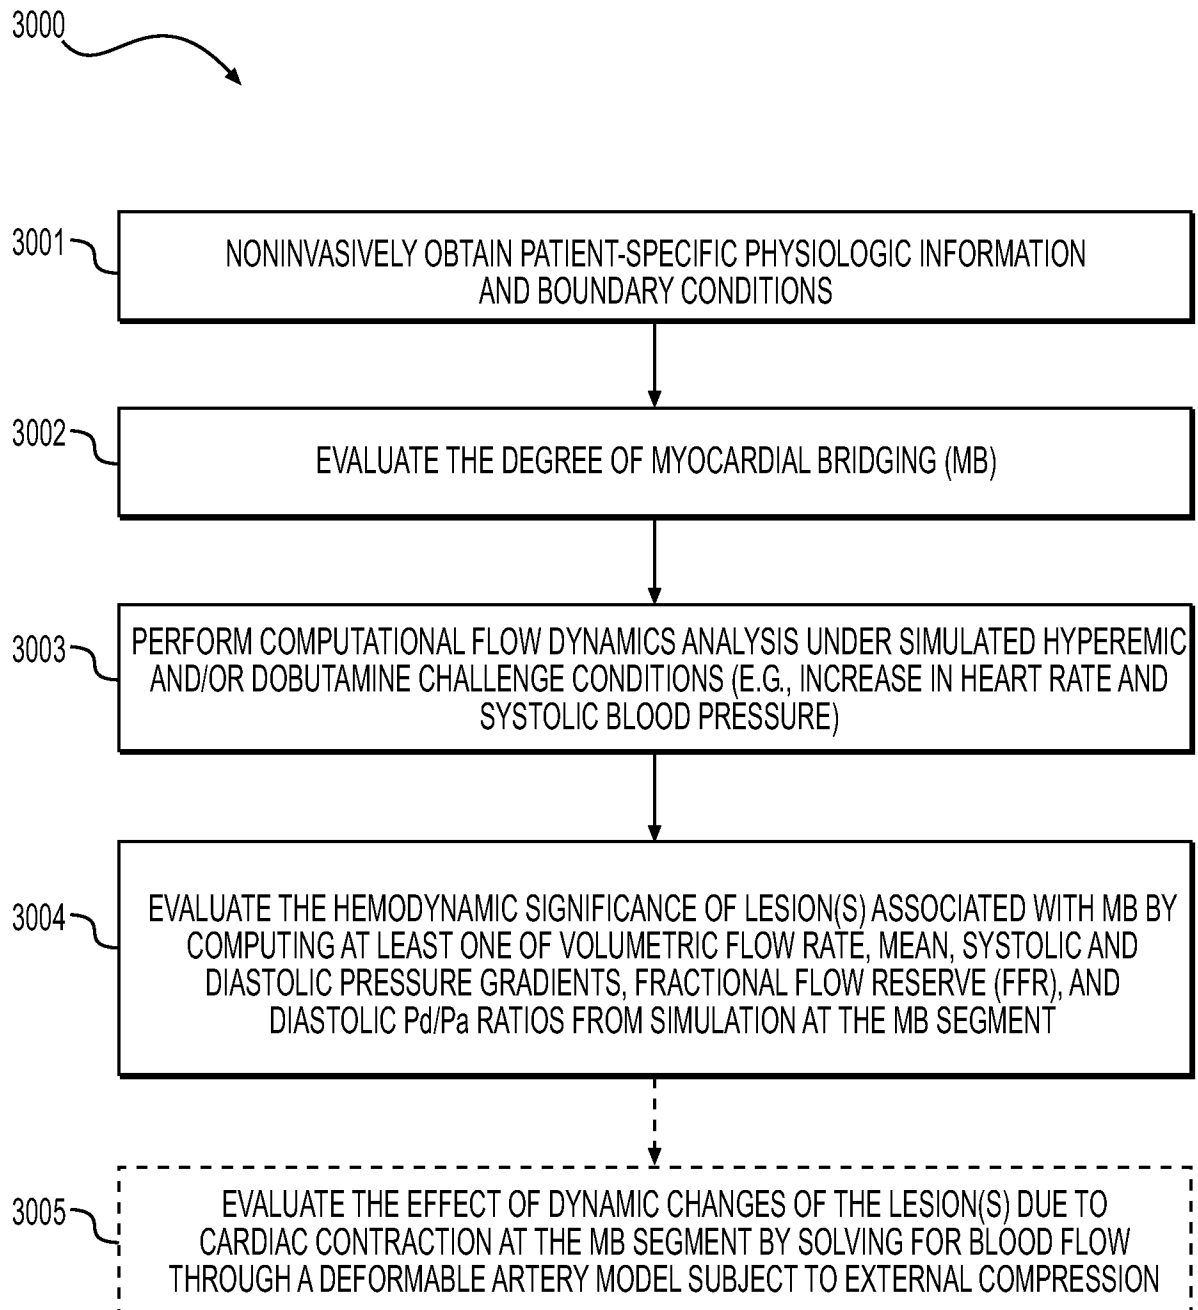 3000
3001
NONINVASIVELY OBTAIN PATIENT-SPECIFIC PHYSIOLOGIC INFORMATION
AND BOUNDARY CONDITIONS
3002
EVALUATE THE DEGREE OF MYOCARDIAL BRIDGING (MB)
3003
PERFORM COMPUTATIONAL FLOW DYNAMICS ANALYSIS UNDER SIMULATED HYPEREMIC
AND/OR DOBUTAMINE CHALLENGE CONDITIONS (E.G., INCREASE IN HEART RATE AND
SYSTOLIC BLOOD PRESSURE)
3004
EVALUATE THE HEMODYNAMIC SIGNIFICANCE OF LESION(S) ASSOCIATED WITH MB BY
COMPUTING AT LEAST ONE OF VOLUMETRIC FLOW RATE, MEAN, SYSTOLIC AND
DIASTOLIC PRESSURE GRADIENTS, FRACTIONAL FLOW RESERVE (FFR), AND
DIASTOLIC Pd/Pa RATIOS FROM SIMULATION AT THE MB SEGMENT
3005
EVALUATE THE EFFECT OF DYNAMIC CHANGES OF THE LESION(S) DUE TO
CARDIAC CONTRACTION AT THE MB SEGMENT BY SOLVING FOR BLOOD FLOW
THROUGH A DEFORMABLE ARTERY MODEL SUBJECT TO EXTERNAL COMPRESSION